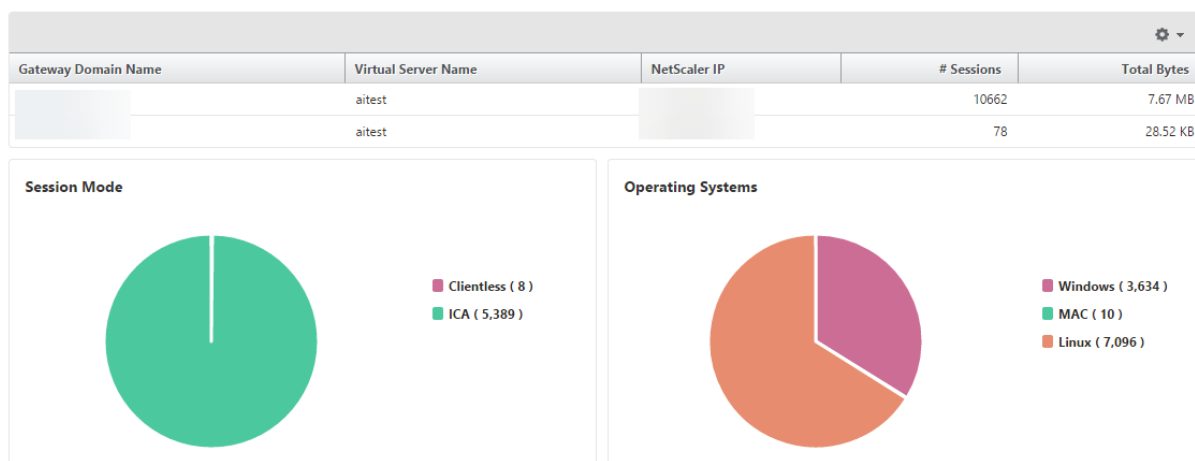 Gateway Domain Name Virtual Server Name NetScaler IP # Sessions Total Bytes
aitest 10662 7.67 MB
aitest 78 28.52 KB
Session Mode
Clientless ( 8 )
ICA ( 5,389 )
Operating Systems
Windows ( 3,634 )
MAC ( 10 )
Linux ( 7,096 )